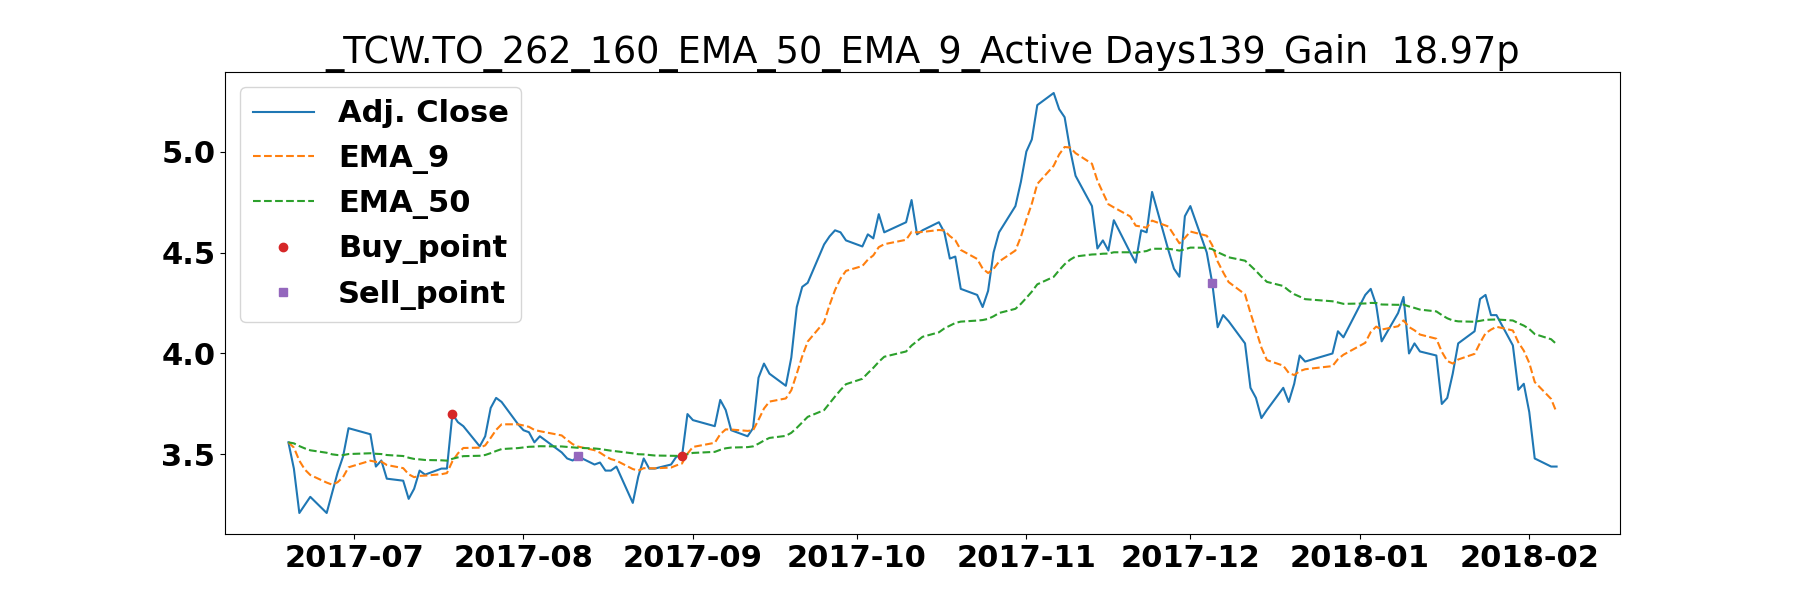 _TCW.TO_262_160_EMA_50_EMA_9_Active Days139_Gain  18.97p
Adj. Close
EMA_9
EMA_50
Buy_point
Sell_point
5.0
4.5
4.0
3.5
2017-07 2017-08 2017-09 2017-10 2017-11 2017-12 2018-01 2018-02